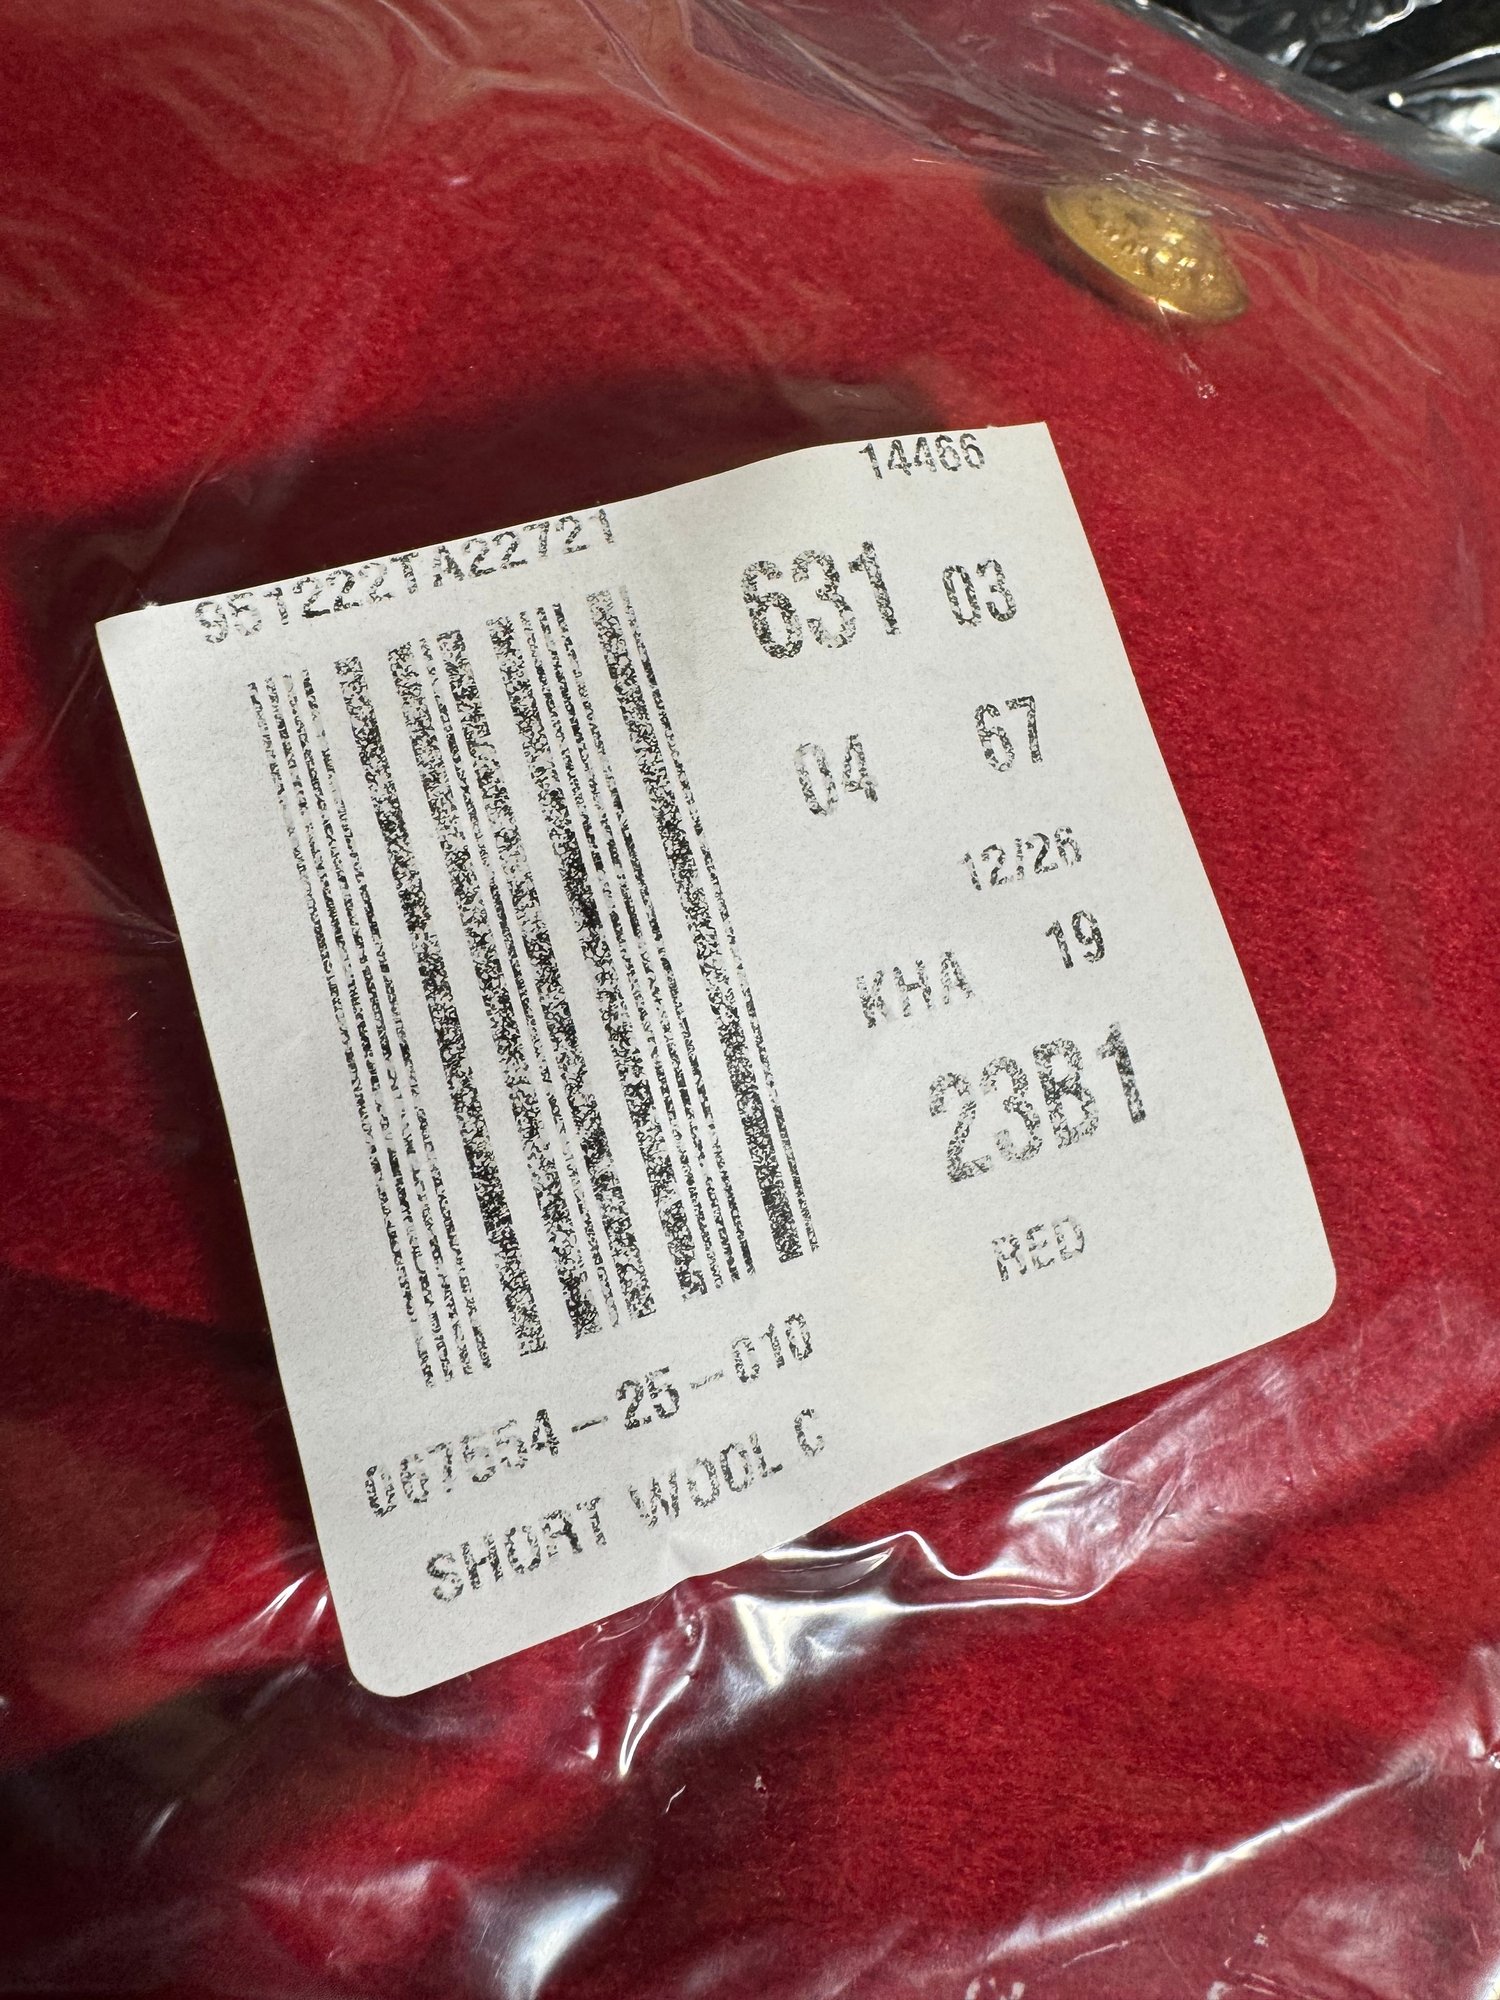 14466
951222TA22721
631 03
04 67
12/26
KHA 19
23B1
RED
067554-25-010
SHORT WOOL C